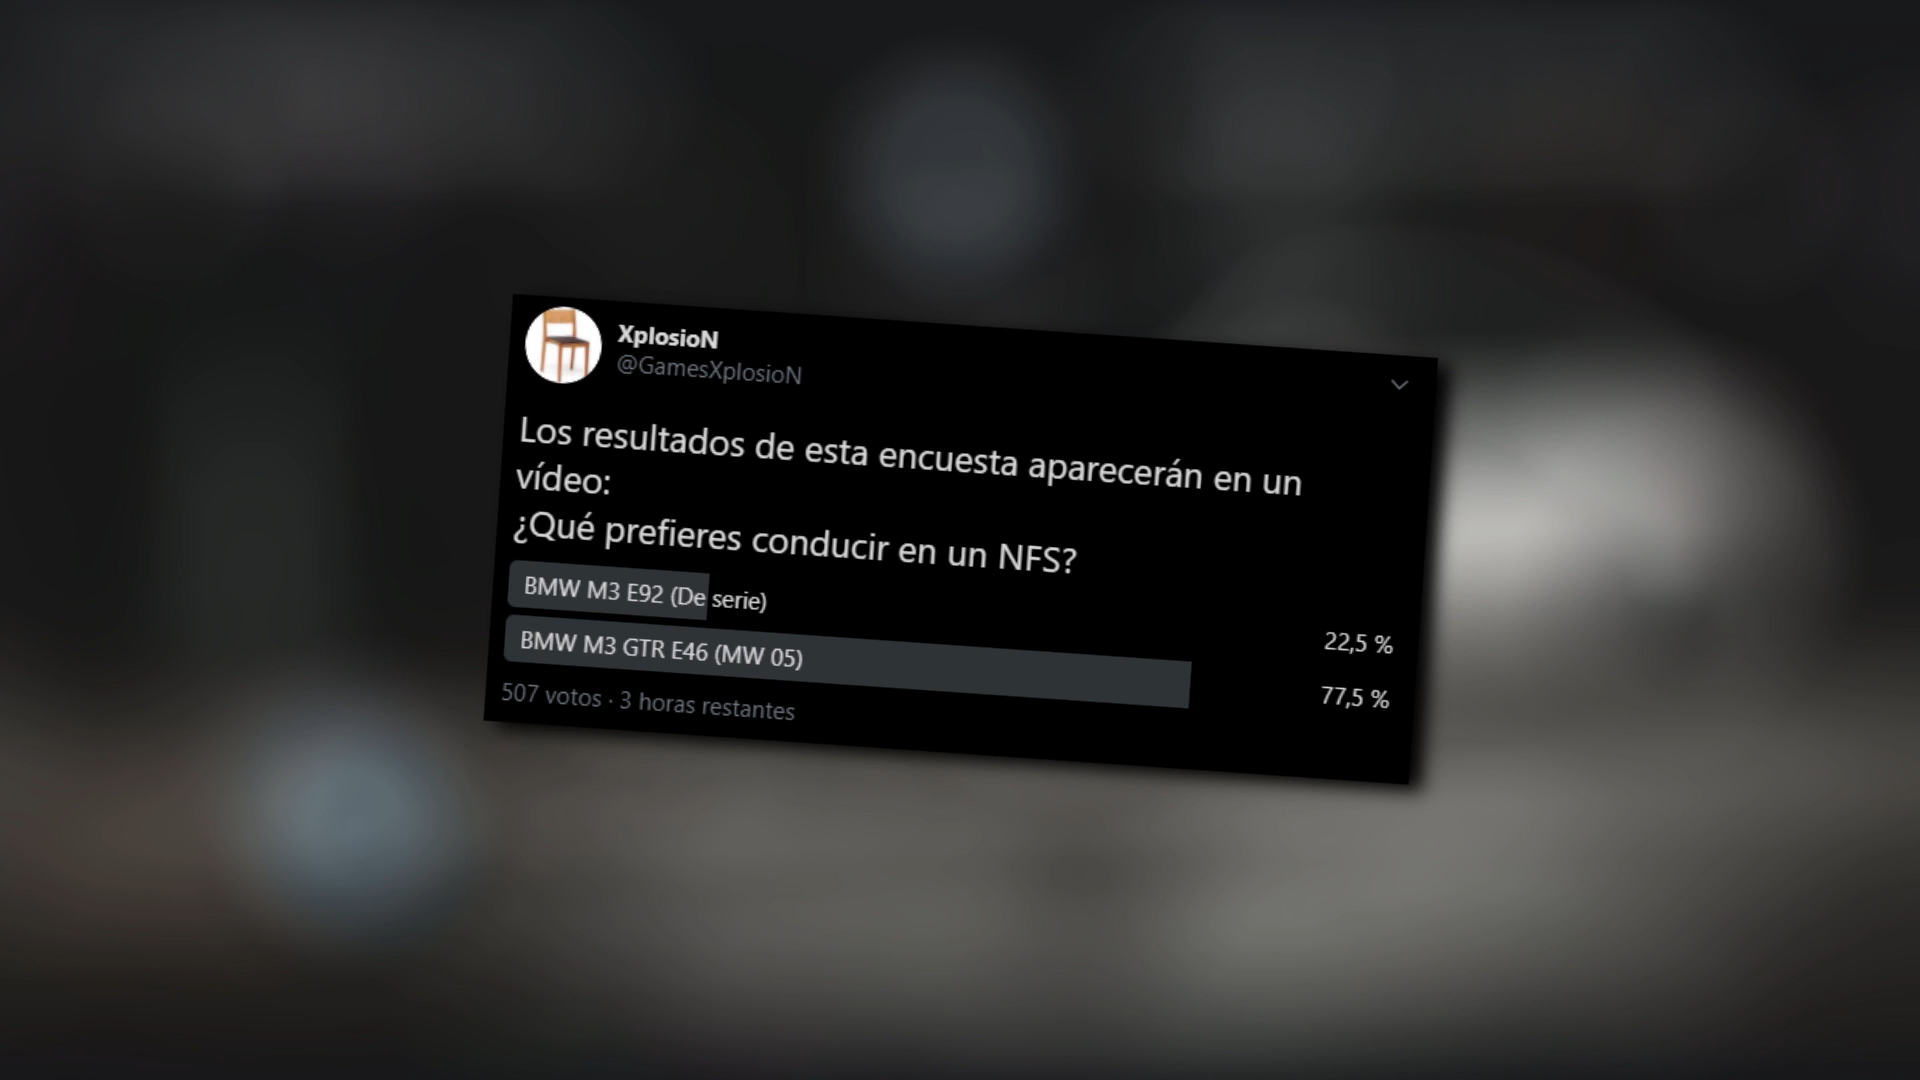 XplosioN
@GamesXplosioN
Los resultados de esta encuesta aparecerán en un
vídeo:
¿Qué prefieres conducir en un NFS?
BMW M3 E92 (De serie)
22,5 %
BMW M3 GTR E46 (MW 05)
77,5 %
507 votos · 3 horas restantes